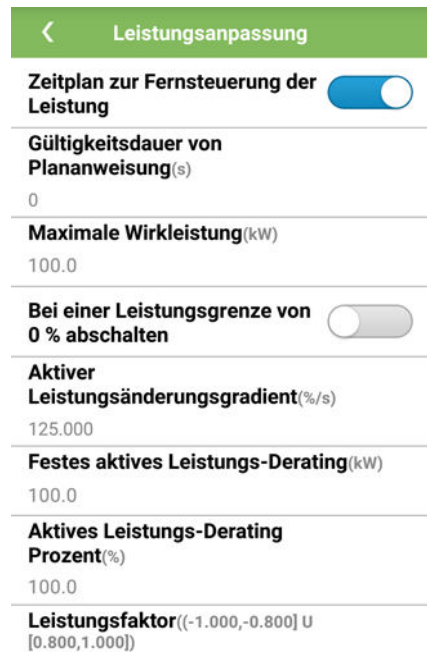 Leistungsanpassung
Zeitplan zur Fernsteuerung der
Leistung
Gültigkeitsdauer von
Plananweisung(s)
0
Maximale Wirkleistung(kW)
100.0
Bei einer Leistungsgrenze von
0 % abschalten
Aktiver
Leistungsänderungsgradient(%/s)
125.000
Festes aktives Leistungs-Derating(kW)
100.0
Aktives Leistungs-Derating
Prozent(%)
100.0
Leistungsfaktor((-1.000,-0.800] U
[0.800,1.000])